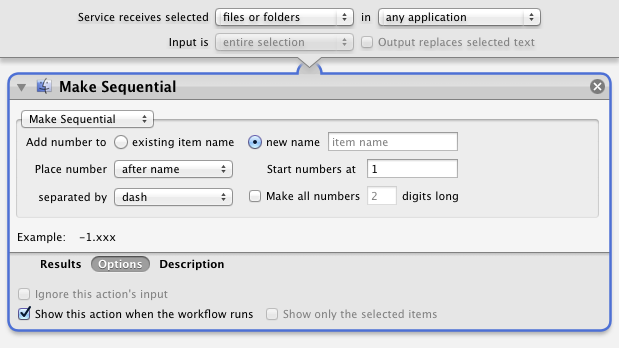 Service receives selected files or folders in any application
Input is entire selection Output replaces selected text
Make Sequential
Make Sequential
Add number to existing item name new name item name
Place number after name Start numbers at 1
separated by dash Make all numbers 2 digits long
Example: -1.xxx
Results Options Description
Ignore this action's input
Show this action when the workflow runs Show only the selected items